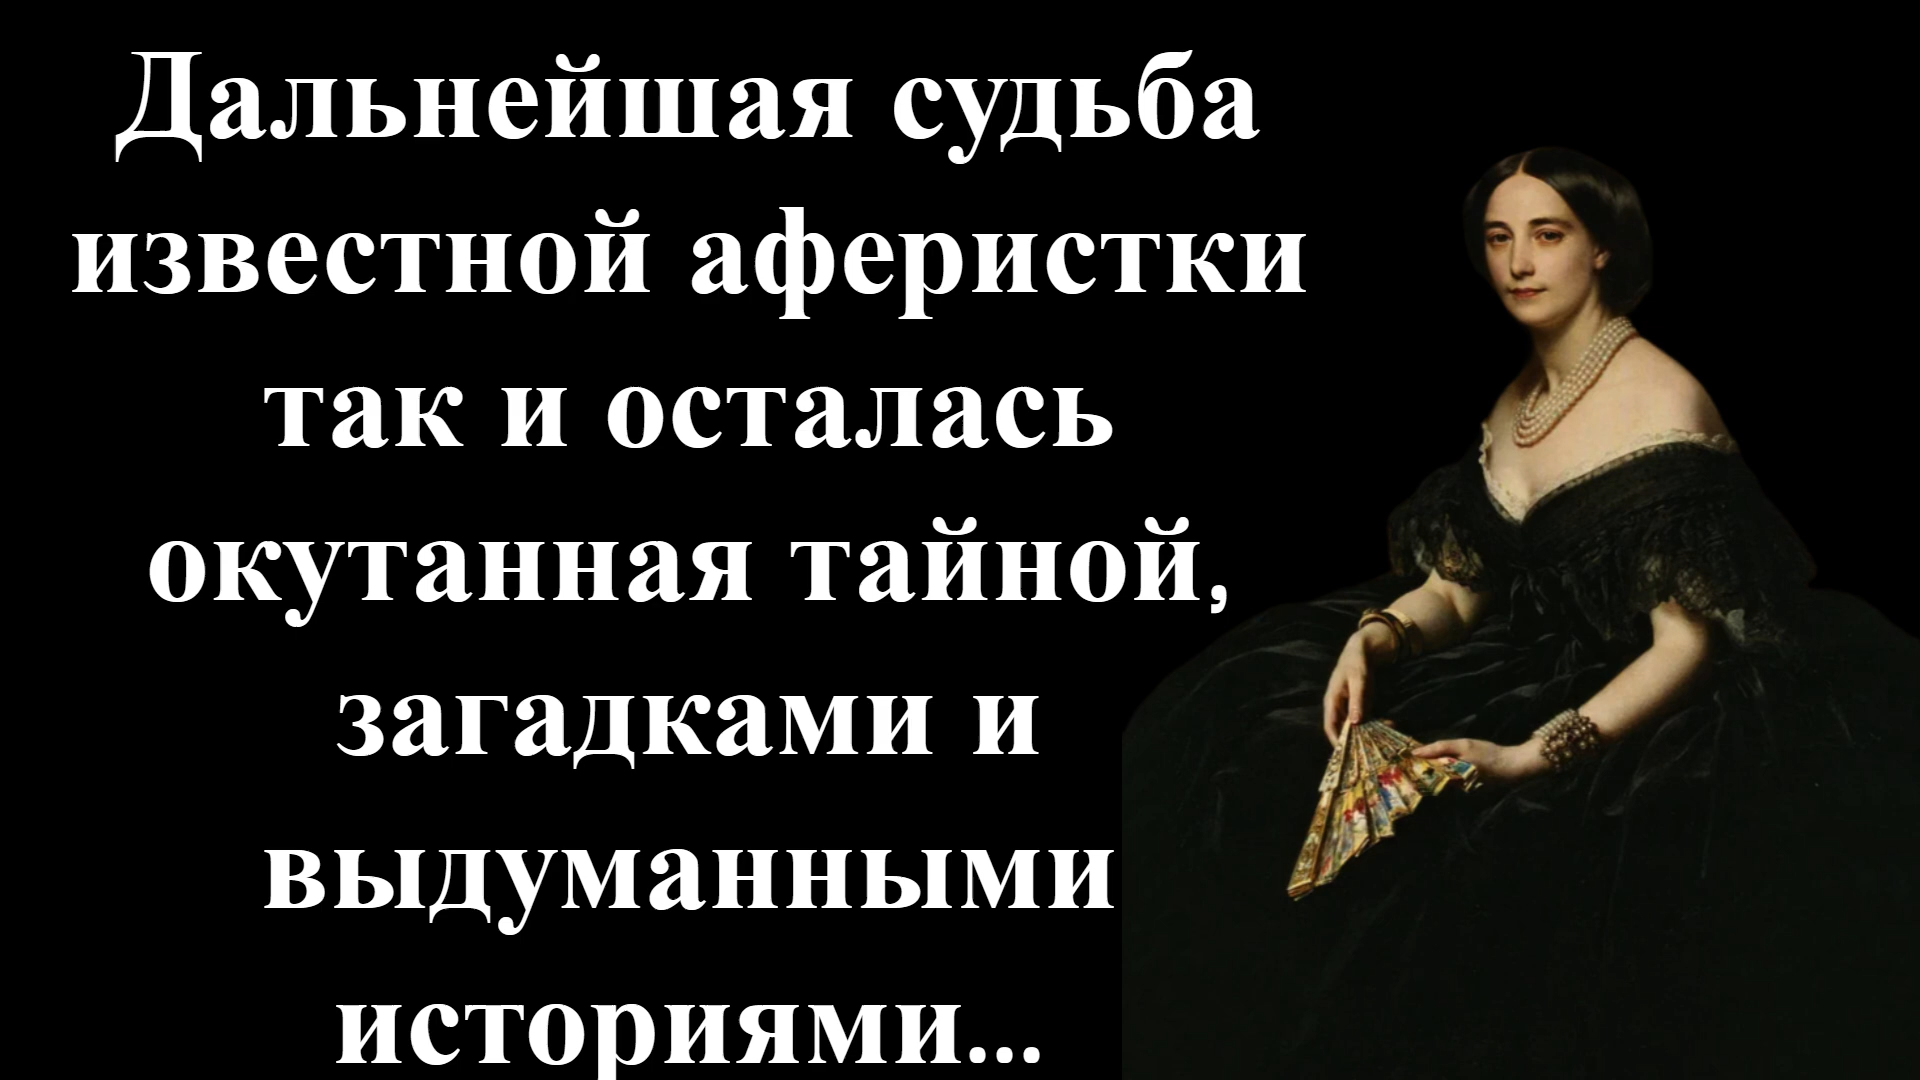 Дальнейшая судьба
известной аферистки
так и осталась
окутанная тайной,
загадками и
выдуманными
историями...